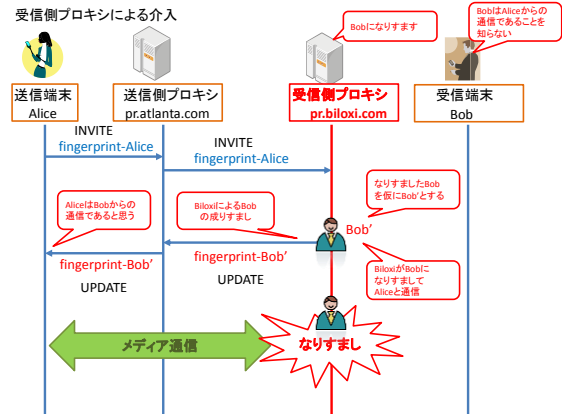 受信側プロキシによる介入
Bobになりすます
BobはAliceからの
通信であることを
知らない
送信端末
Alice
送信側プロキシ
pr.atlanta.com
受信側プロキシ
pr.biloxi.com
受信端末
Bob
INVITE
fingerprint-Alice
INVITE
fingerprint-Alice
なりすましたBob
を仮にBob’とする
AliceはBobからの
通信であると思う
BiloxiによるBob
の成りすまし
Bob’
fingerprint-Bob’
fingerprint-Bob’
UPDATE
UPDATE
BiloxiがBobに
なりすまして
Aliceと通信
メディア通信
なりすまし